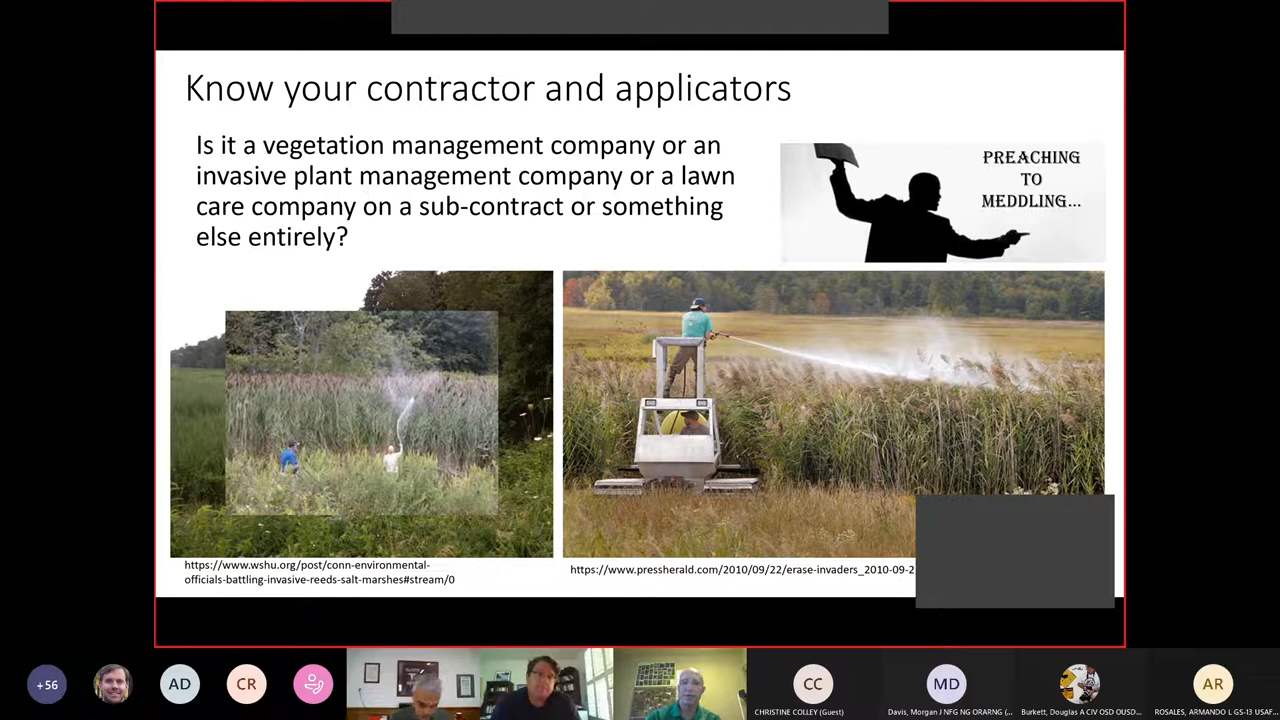 Know your contractor and applicators
Is it a vegetation management company or an
invasive plant management company or a lawn
care company on a sub-contract or something
else entirely?
PREACHING
TO
MEDDLING...
https://www.wshu.org/post/conn-environmental-
officials-battling-invasive-reeds-salt-marshes#stream/0
https://www.pressherald.com/2010/09/22/erase-invaders_2010-09-2
+56
AD
CR
CC
MD
AR
CHRISTINE COLLEY (Guest)
Davis, Morgan J NFG NG ORARNG (...
Burkett, Douglas A CIV OSD OUSD...
ROSALES, ARMANDO L GS-13 USAF...